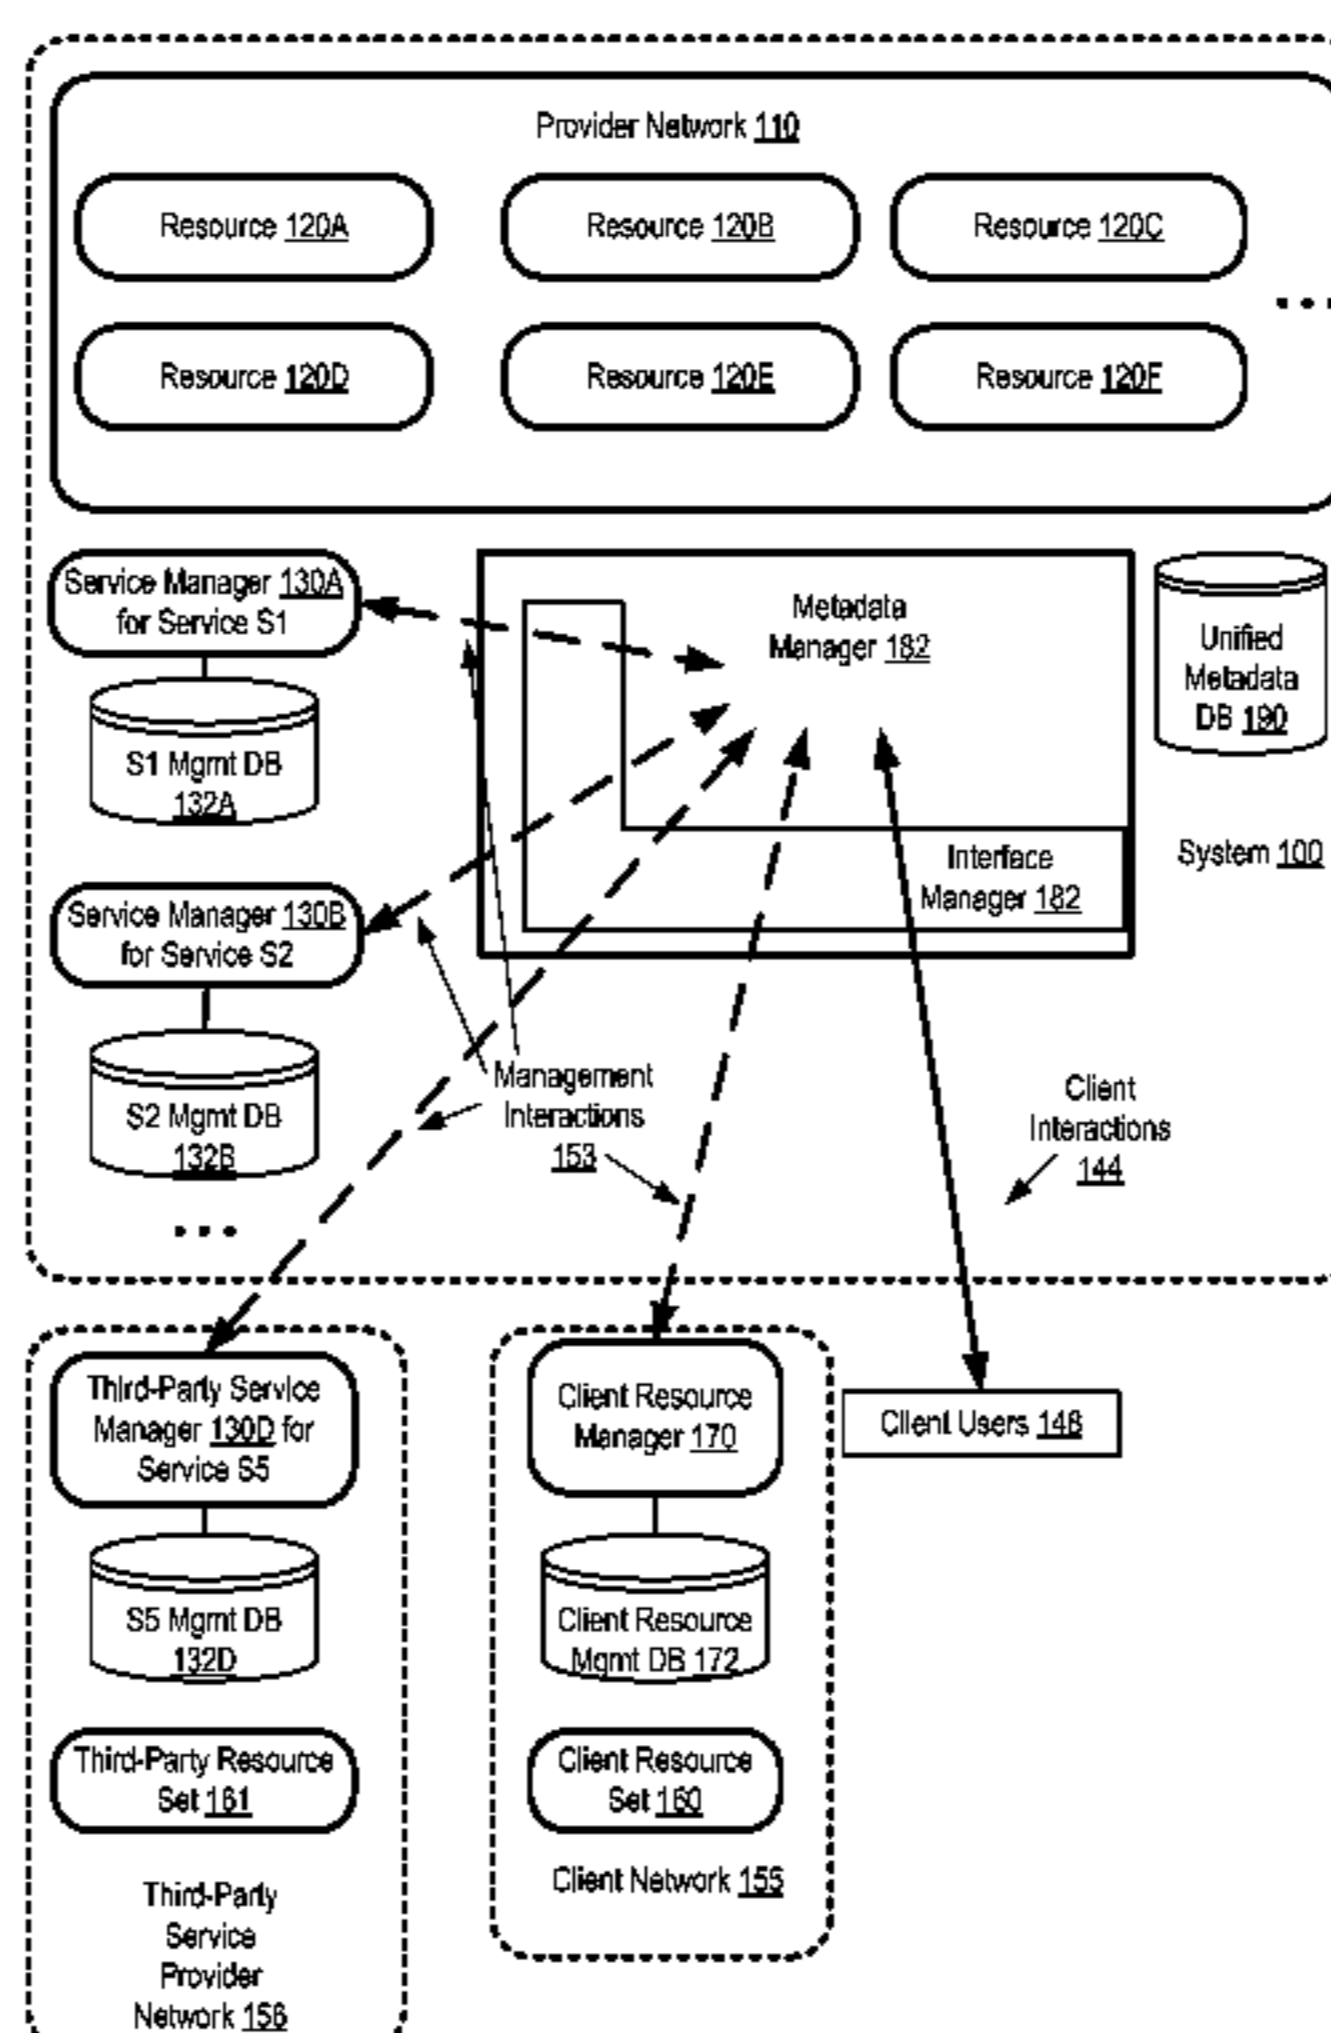 Provider Network 110
Resource 120A
Resource 120B
Resource 120C
...
Resource 120D
Resource 120E
Resource 120F
Service Manager 130A
for Service S1
Metadata
Manager 182
Unified
Metadata
DB 190
S1 Mgmt DB
132A
Interface
Manager 182
System 100
Service Manager 130B
for Service S2
S2 Mgmt DB
132B
...
Management
Interactions
153
Client
Interactions
144
Third-Party Service
Manager 130D for
Service S5
Client Resource
Manager 170
Client Users 148
S5 Mgmt DB
132D
Client Resource
Mgmt DB 172
Third-Party Resource
Set 161
Client Resource
Set 160
Client Network 155
Third-Party
Service
Provider
Network 156